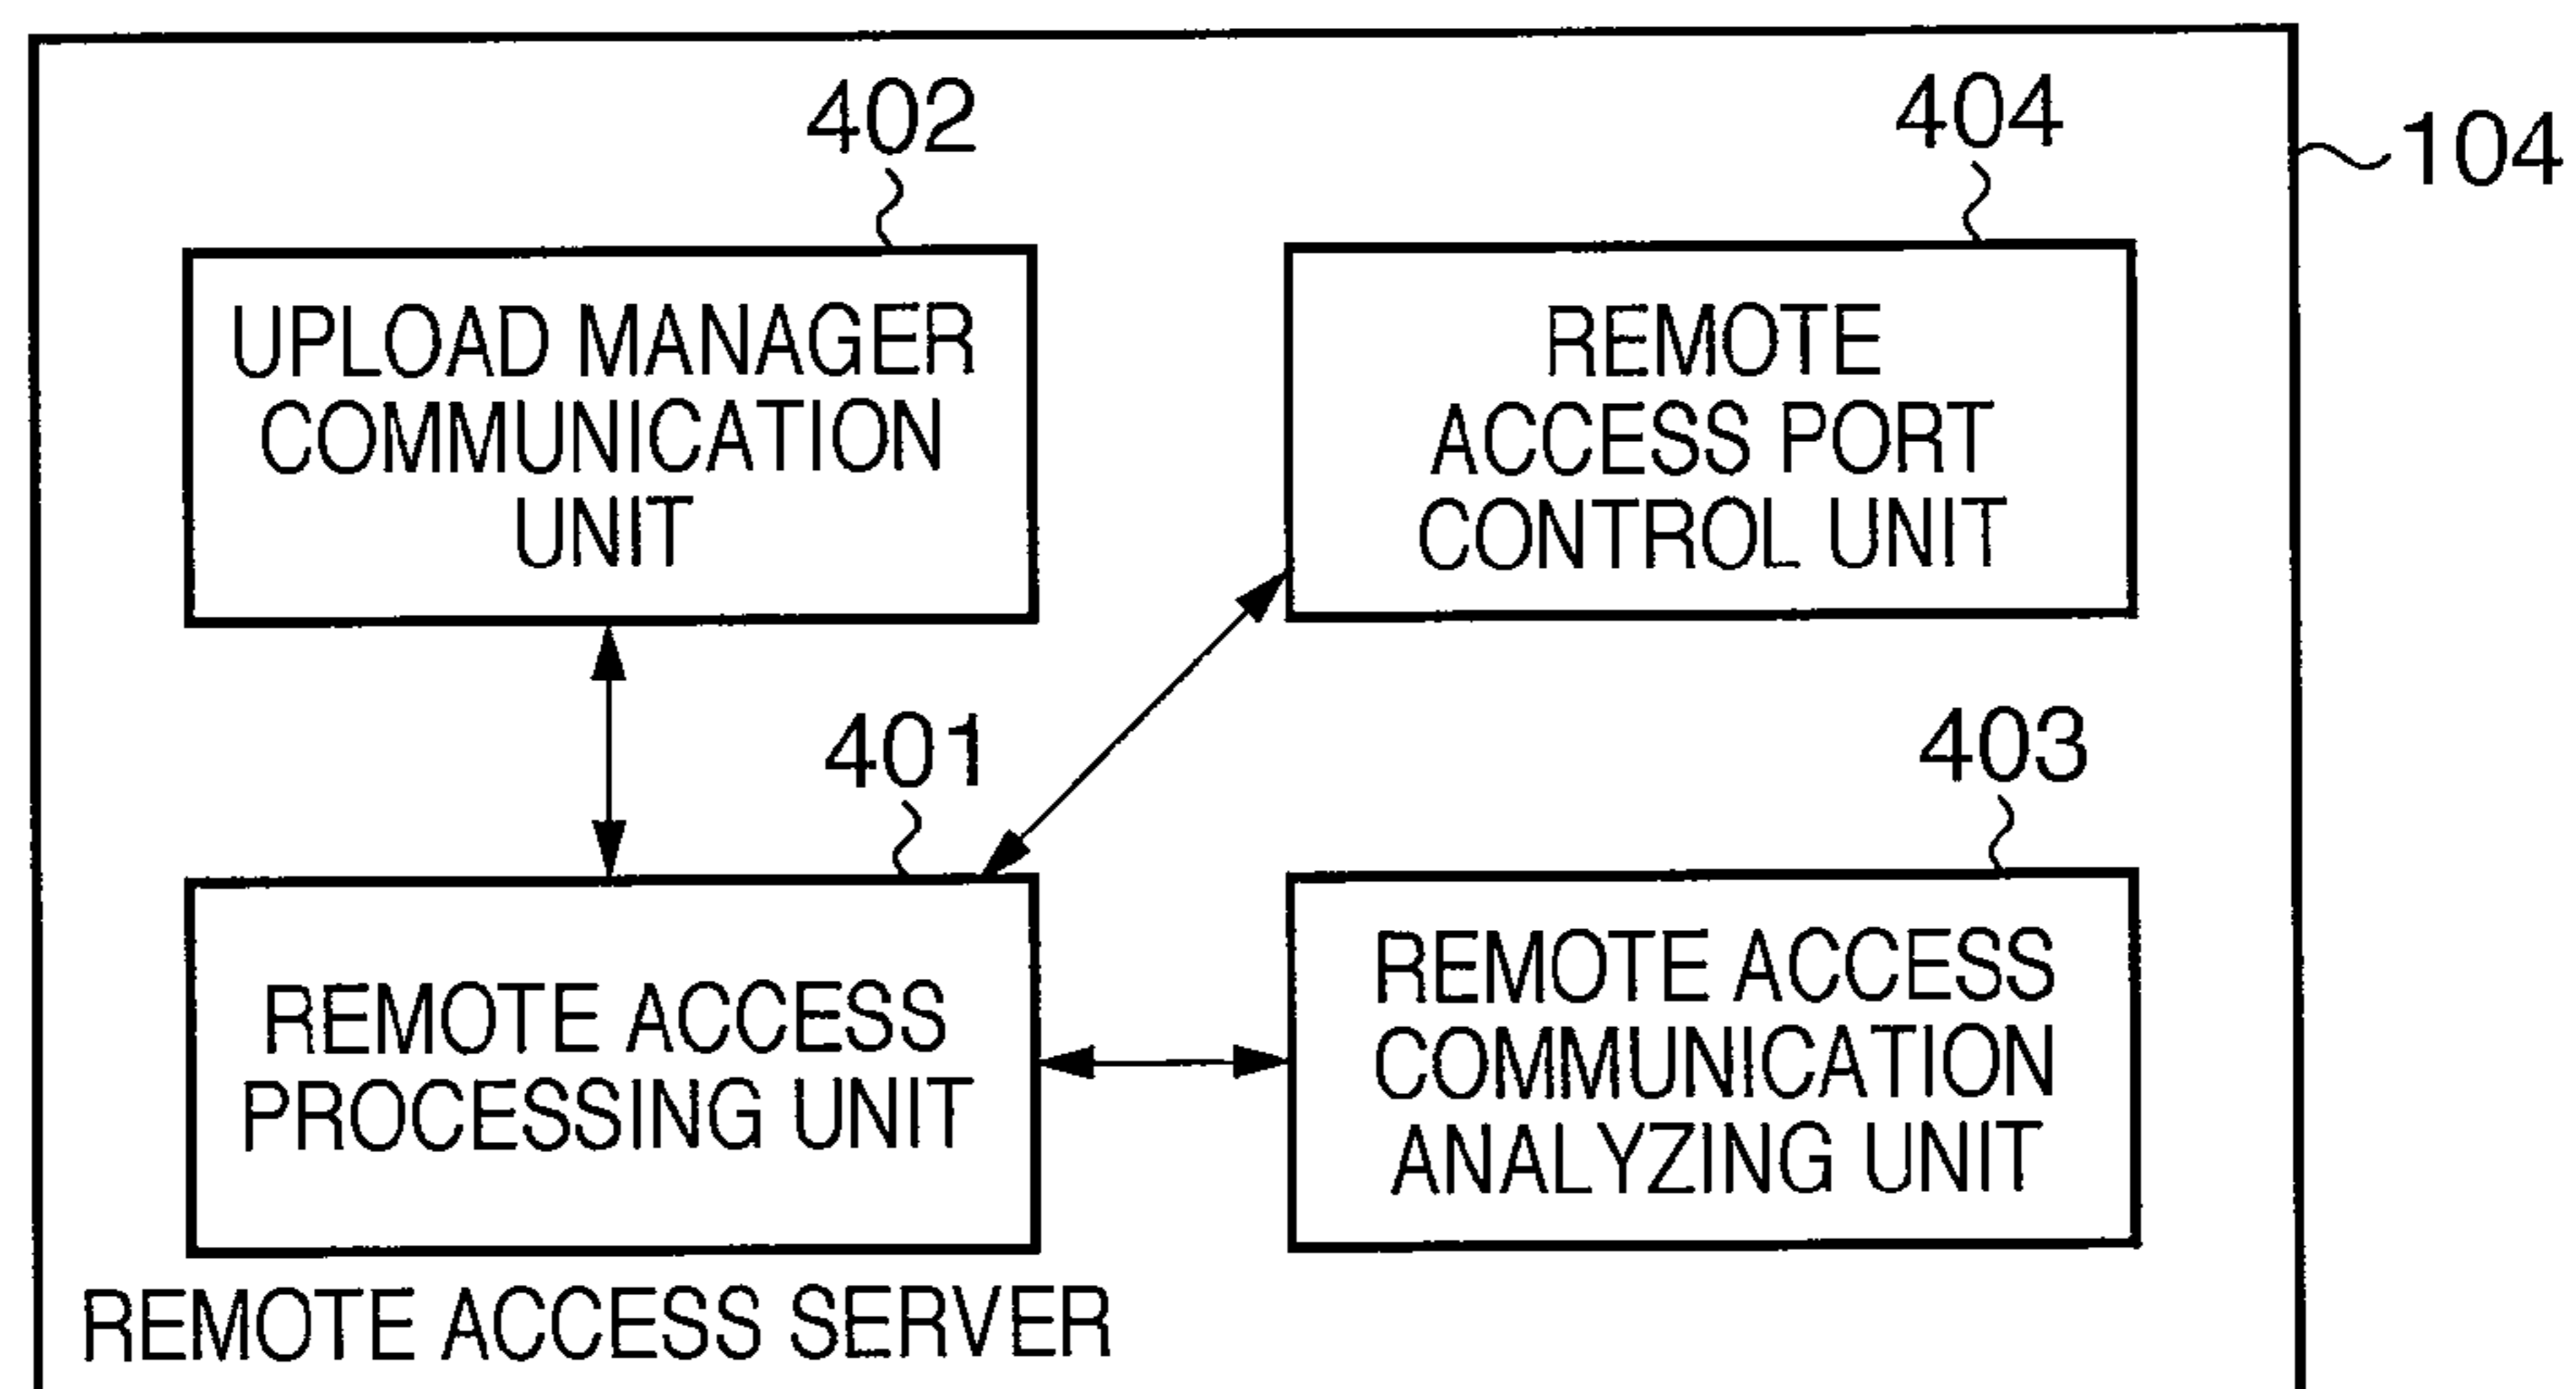 402
404
104
UPLOAD MANAGER
COMMUNICATION
UNIT
REMOTE
ACCESS PORT
CONTROL UNIT
401
403
REMOTE ACCESS
PROCESSING UNIT
REMOTE ACCESS
COMMUNICATION
ANALYZING UNIT
REMOTE ACCESS SERVER